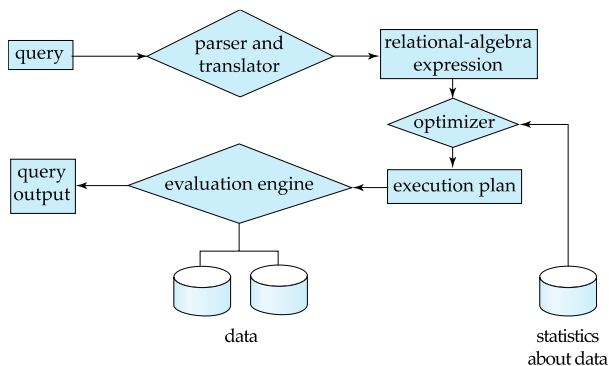 query
parser and
translator
relational-algebra
expression
optimizer
query
output
evaluation engine
execution plan
data
statistics
about data